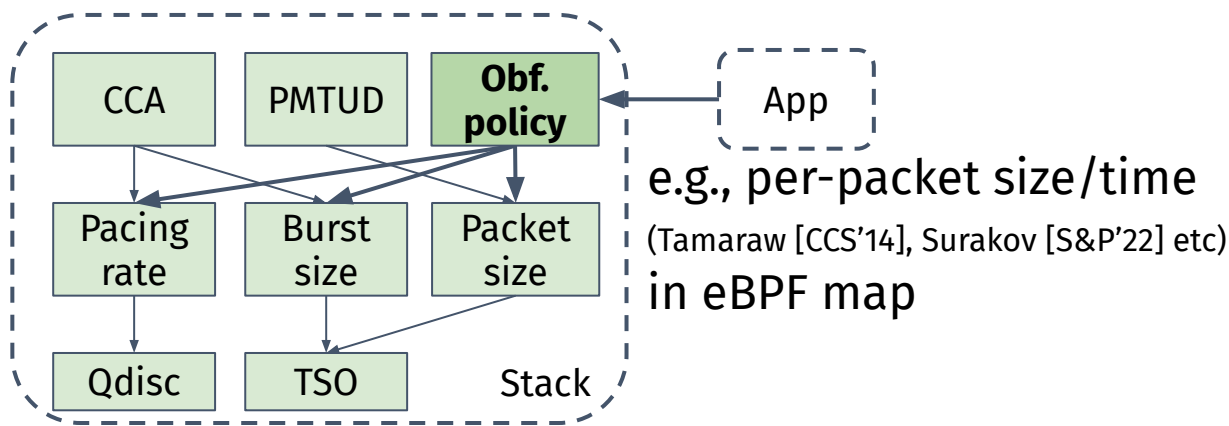 CCA
PMTUD
Obf.
policy
App
Pacing
rate
Burst
size
Packet
size
e.g., per-packet size/time
(Tamaraw [CCS’14], Surakov [S&P’22] etc)
in eBPF map
Qdisc
TSO
Stack